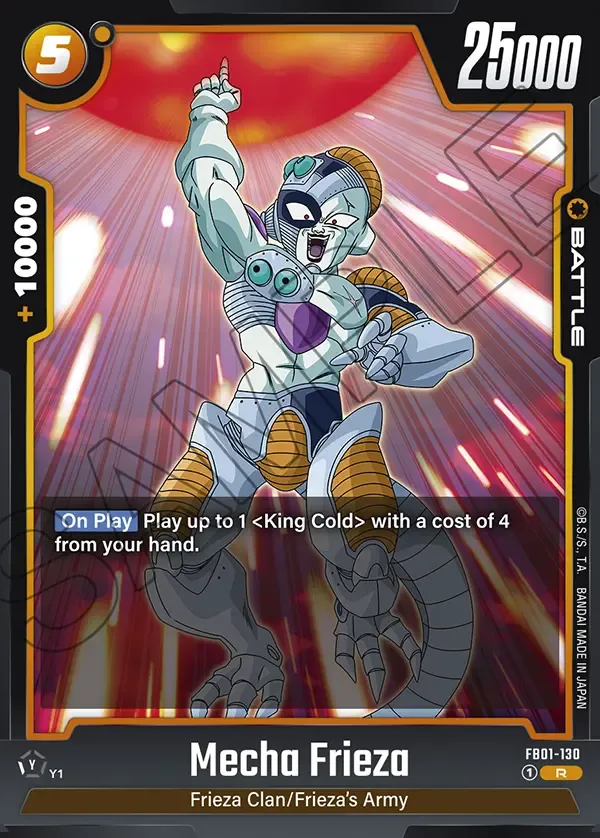 5
25000
+ 10000
BATTLE
SAMPLE
On Play Play up to 1 <King Cold> with a cost of 4
from your hand.
©B.S./S., T.A. BANDAI MADE IN JAPAN
Y Y1
Mecha Frieza
FB01-130
1 R
Frieza Clan/Frieza's Army